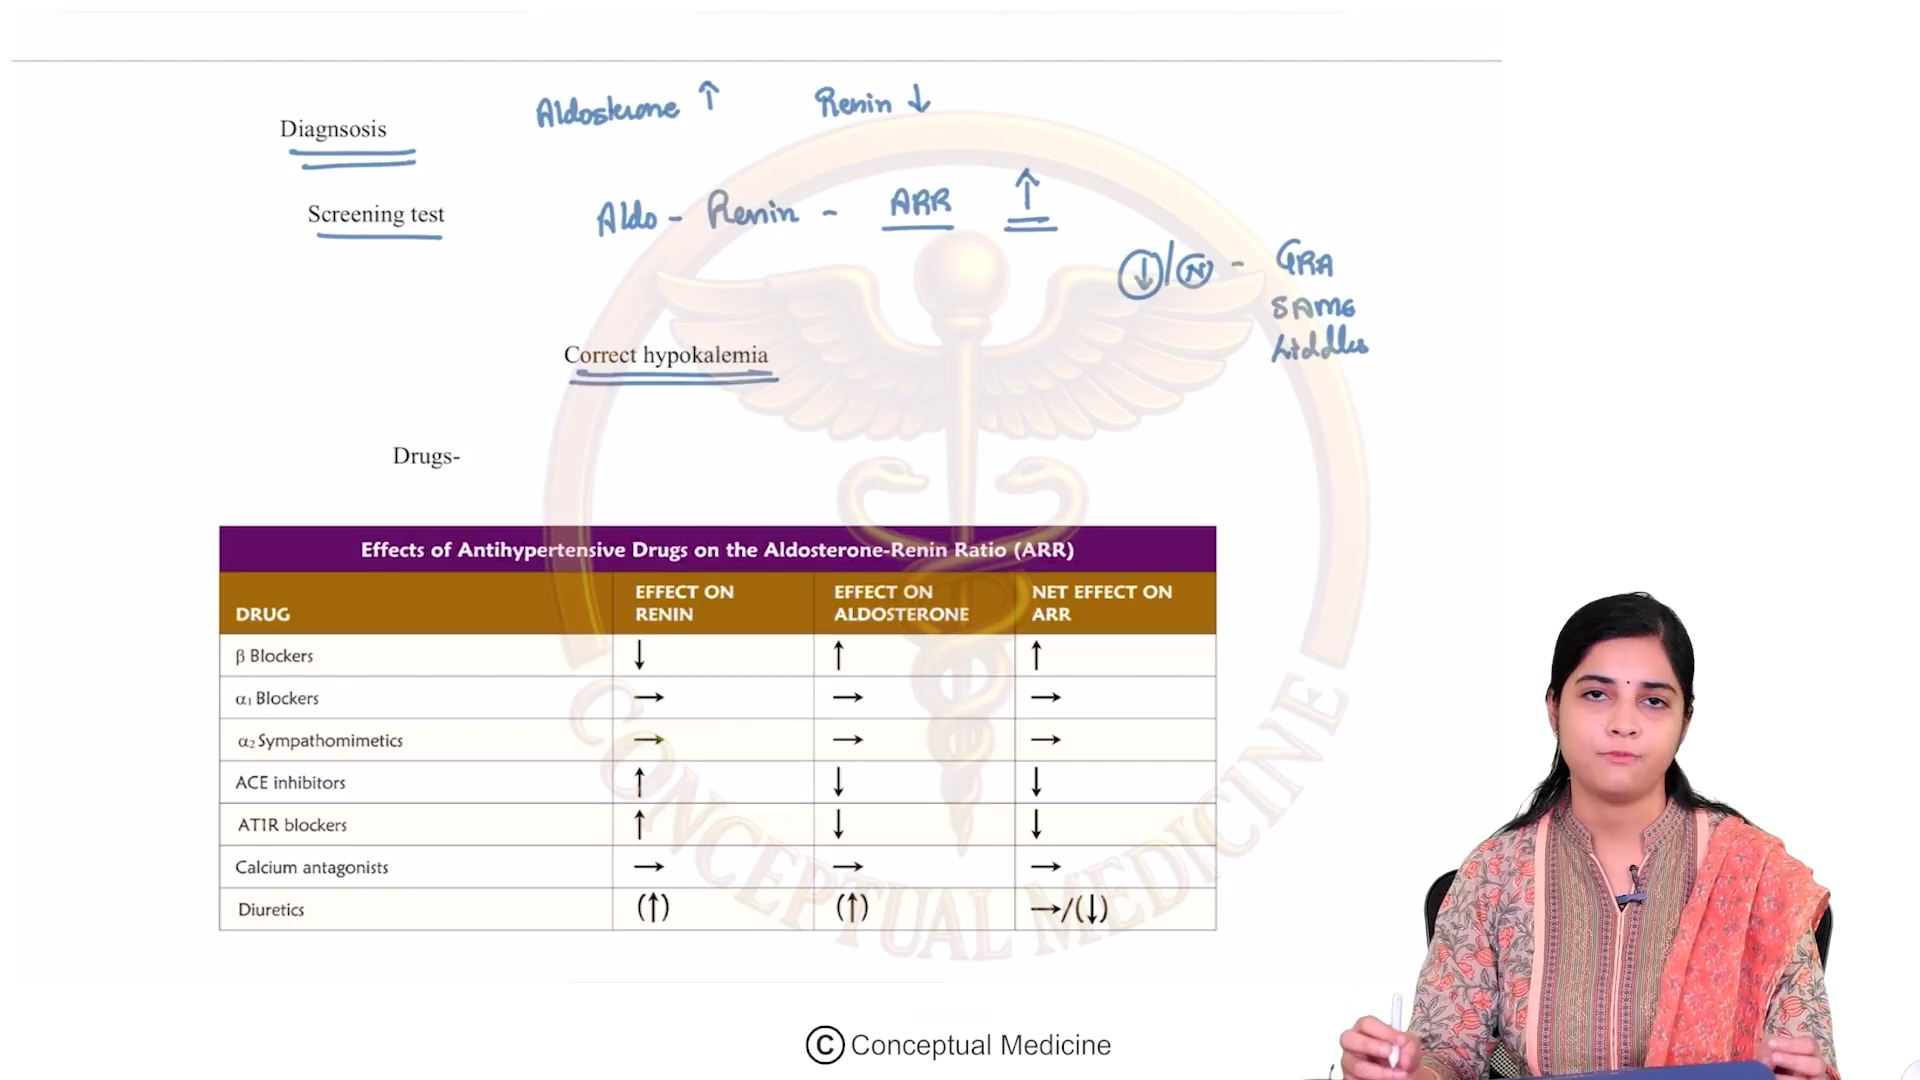 Aldosterone ↑ Renin ↓
Diagnsosis
Screening test Aldo - Renin - ARR ↑
↓/N - GRA
SAME
Liddles
Correct hypokalemia
Drugs-
Effects of Antihypertensive Drugs on the Aldosterone-Renin Ratio (ARR)
DRUG EFFECT ON RENIN EFFECT ON ALDOSTERONE NET EFFECT ON ARR
β Blockers ↓ ↑ ↑
α1 Blockers → → →
α2 Sympathomimetics → → →
ACE inhibitors ↑ ↓ ↓
AT1R blockers ↑ ↓ ↓
Calcium antagonists → → →
Diuretics (↑) (↑) →/(↓)
CONCEPTUAL MEDICINE
© Conceptual Medicine